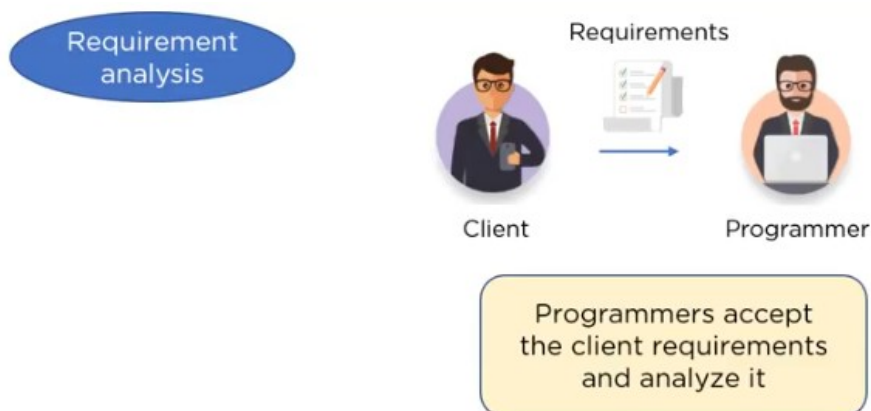 Requirement
analysis
Requirements
Client
Programmer
Programmers accept
the client requirements
and analyze it